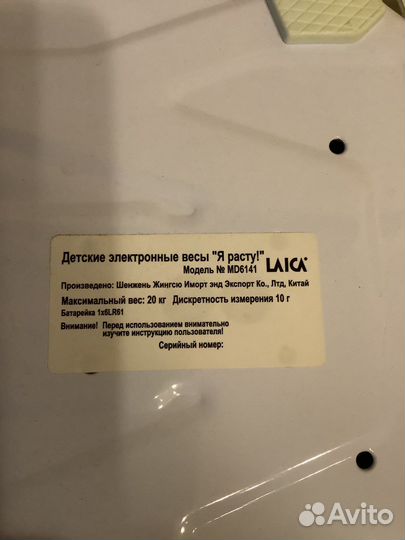 Детские электронные весы "Я расту!"
Модель № MD6141 LAICA
Произведено: Шенжень Жингсю Иморт энд Экспорт Ко., Лтд, Китай
Максимальный вес: 20 кг Дискретность измерения 10 г
Батарейка 1x6LR61
Внимание! Перед использованием внимательно
изучите инструкцию пользователя!
Серийный номер:
Avito